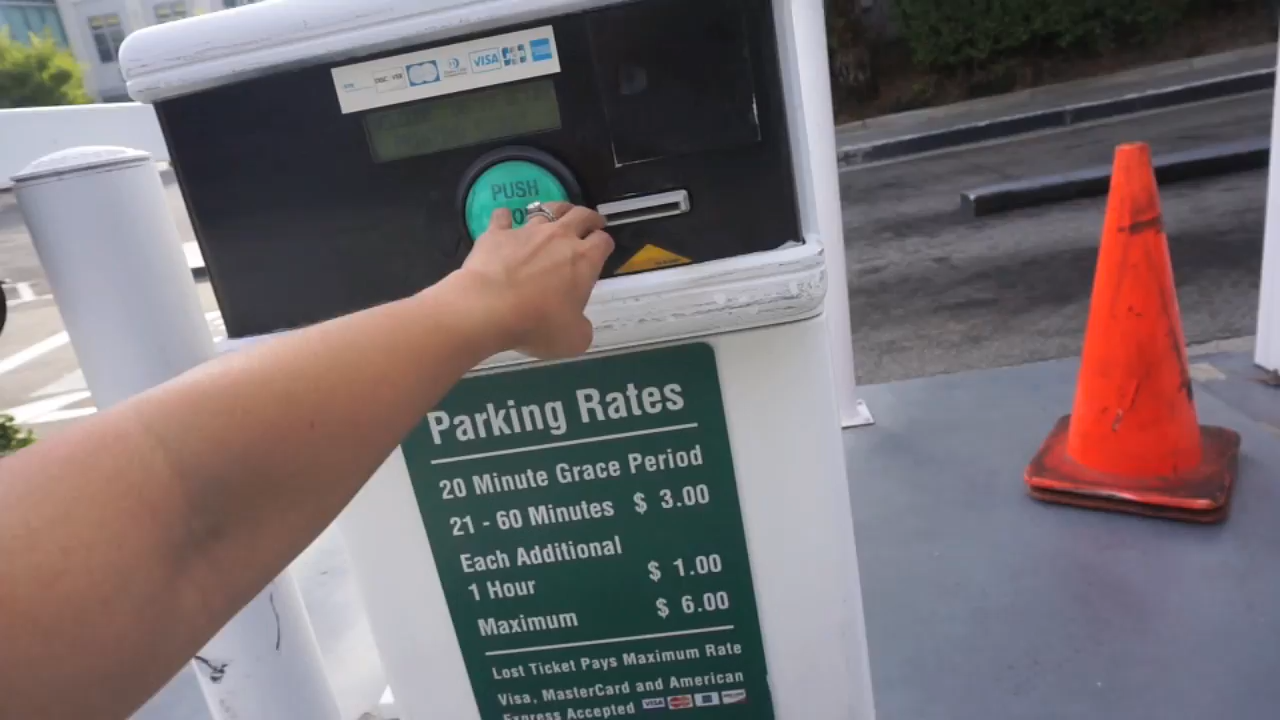 VISA
PUSH
Parking Rates
20 Minute Grace Period
21 - 60 Minutes $ 3.00
Each Additional
1 Hour $ 1.00
Maximum $ 6.00
Lost Ticket Pays Maximum Rate
Visa, MasterCard and American
Express Accepted VISA